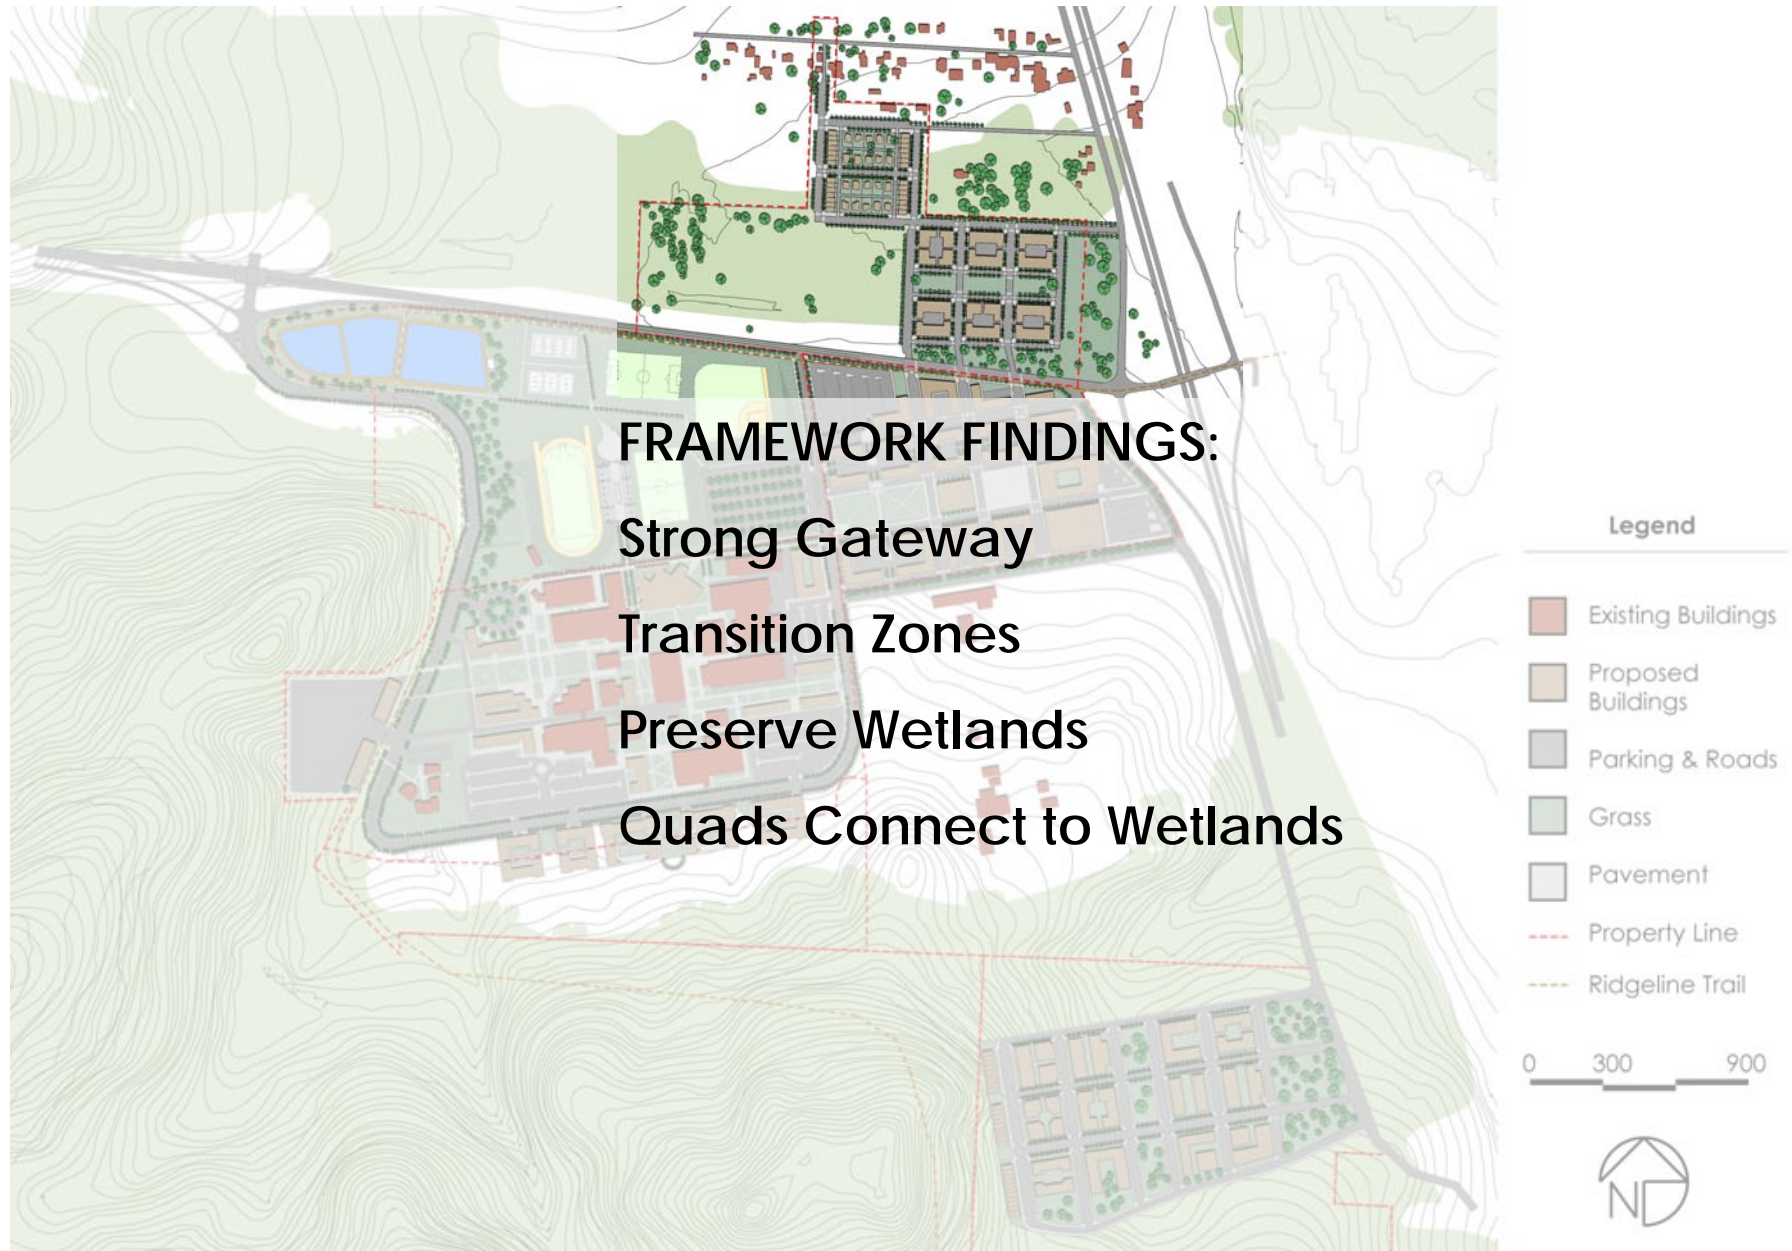 FRAMEWORK FINDINGS:
Strong Gateway
Transition Zones
Preserve Wetlands
Quads Connect to Wetlands
Legend
Existing Buildings
Proposed
Buildings
Parking & Roads
Grass
Pavement
Property Line
Ridgeline Trail
0 300 900
N